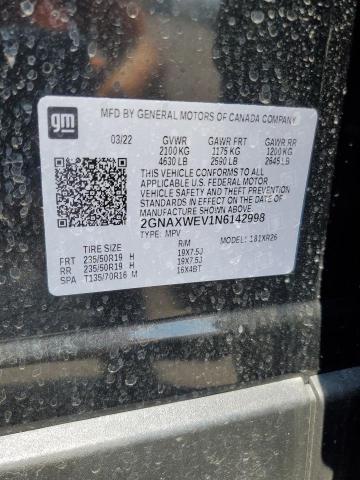 gm
MFD BY GENERAL MOTORS OF CANADA COMPANY
03/22 GVWR GAWR FRT GAWR RR
2100 KG 1175 KG 1200 KG
4630 LB 2590 LB 2645 LB
THIS VEHICLE CONFORMS TO ALL
APPLICABLE U.S. FEDERAL MOTOR
VEHICLE SAFETY AND THEFT PREVENTION
STANDARDS IN EFFECT ON THE DATE OF
MANUFACTURE SHOWN ABOVE.
2GNAXWEV1N6142998
TYPE: MPV MODEL: 181XR26
TIRE SIZE RIM
FRT 235/50R19 H 19X7.5J
RR 235/50R19 H 19X7.5J
SPA T135/70R16 M 16X4BT